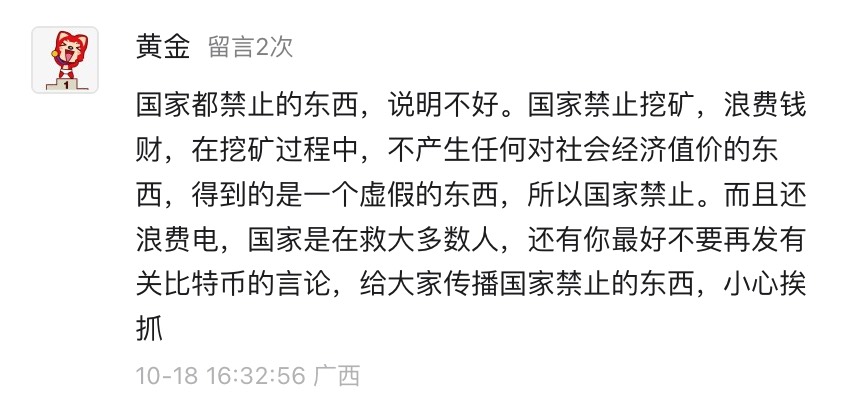 黄金 留言2次
国家都禁止的东西，说明不好。国家禁止挖矿，浪费钱
财，在挖矿过程中，不产生任何对社会经济值价的东
西，得到的是一个虚假的东西，所以国家禁止。而且还
浪费电，国家是在救大多数人，还有你最好不要再发有
关比特币的言论，给大家传播国家禁止的东西，小心挨
抓
10-18 16:32:56 广西
1